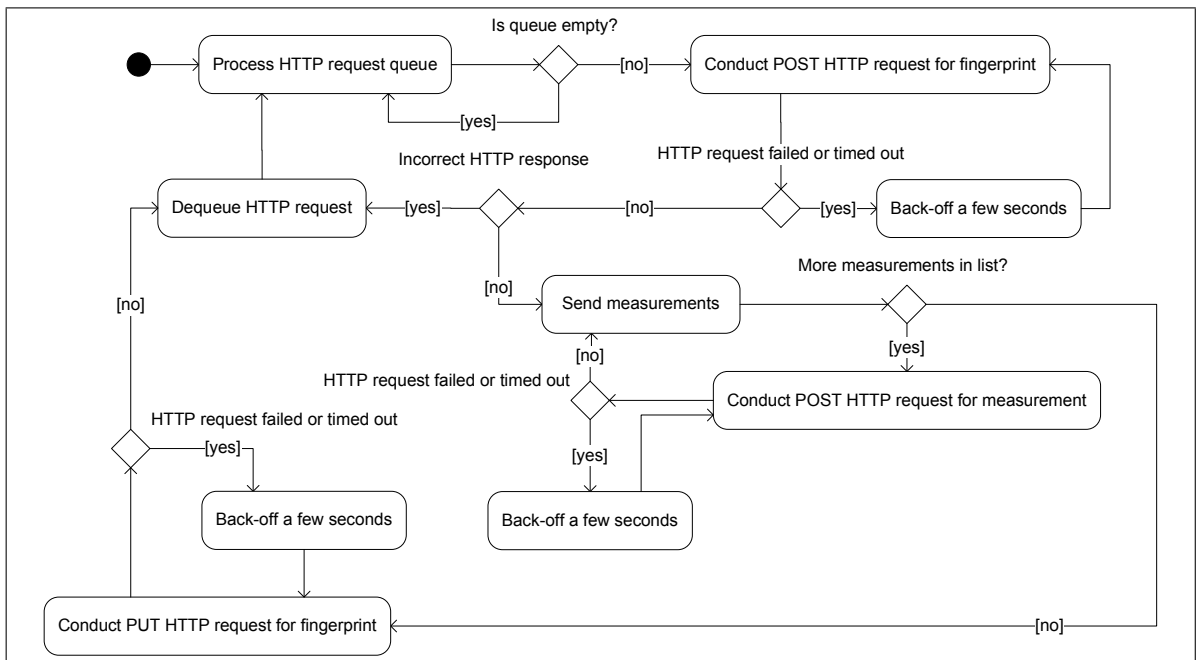 Is queue empty?
Process HTTP request queue
[no]
Conduct POST HTTP request for fingerprint
[yes]
Incorrect HTTP response
HTTP request failed or timed out
Dequeue HTTP request
[yes]
[no]
[yes]
Back-off a few seconds
More measurements in list?
[no]
[no]
Send measurements
[yes]
[no]
HTTP request failed or timed out
Conduct POST HTTP request for measurement
HTTP request failed or timed out
[yes]
[yes]
Back-off a few seconds
Back-off a few seconds
Conduct PUT HTTP request for fingerprint
[no]